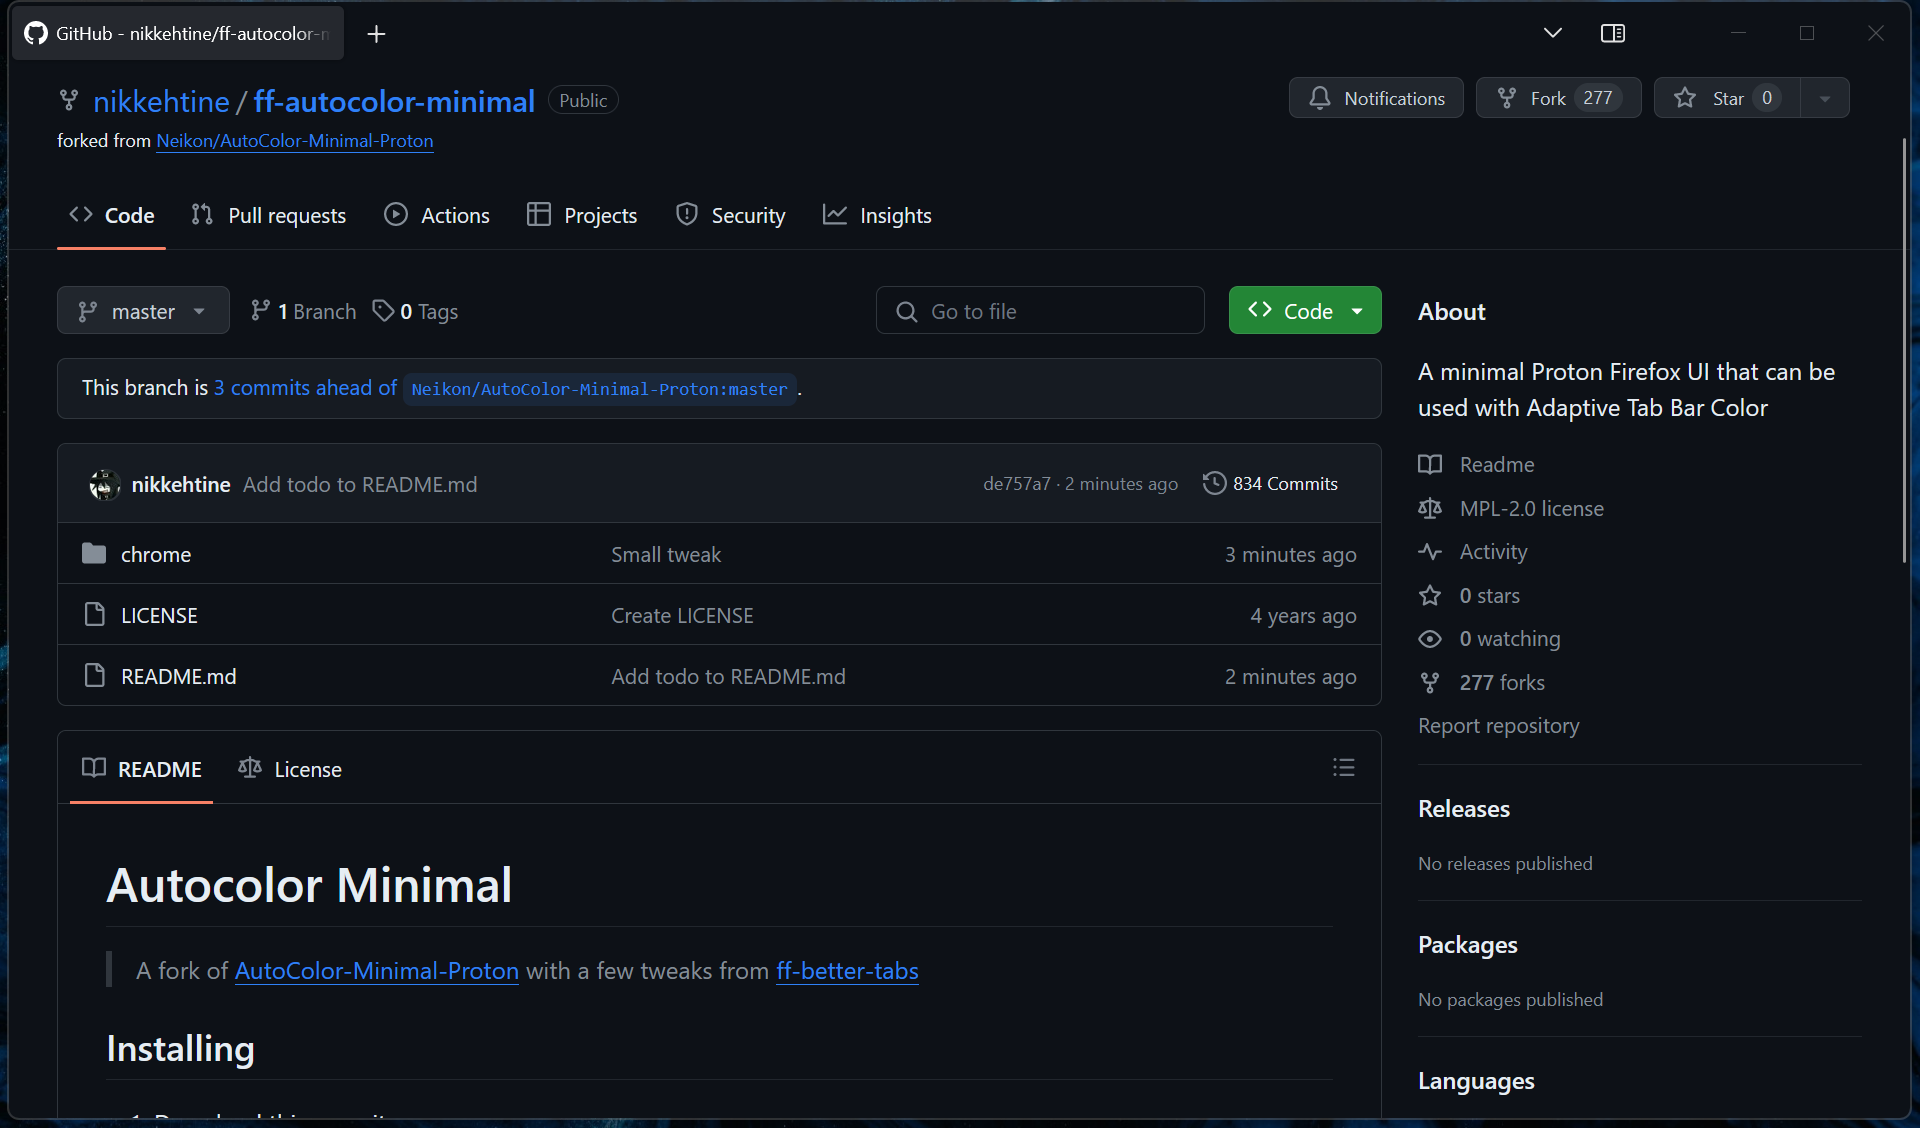 GitHub - nikkehtine/ff-autocolor-m
nikkehtine / ff-autocolor-minimal Public
Notifications Fork 277 Star 0
forked from Neikon/AutoColor-Minimal-Proton
Code Pull requests Actions Projects Security Insights
master 1 Branch 0 Tags Go to file Code
This branch is 3 commits ahead of Neikon/AutoColor-Minimal-Proton:master .
nikkehtine Add todo to README.md de757a7 · 2 minutes ago 834 Commits
chrome Small tweak 3 minutes ago
LICENSE Create LICENSE 4 years ago
README.md Add todo to README.md 2 minutes ago
README License
Autocolor Minimal
A fork of AutoColor-Minimal-Proton with a few tweaks from ff-better-tabs
Installing
About
A minimal Proton Firefox UI that can be
used with Adaptive Tab Bar Color
Readme
MPL-2.0 license
Activity
0 stars
0 watching
277 forks
Report repository
Releases
No releases published
Packages
No packages published
Languages